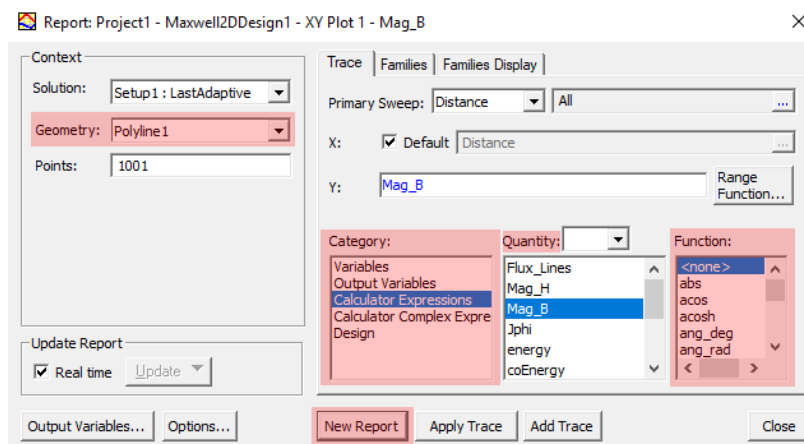 Report: Project1 - Maxwell2DDesign1 - XY Plot 1 - Mag_B
Context
Solution: Setup1 : LastAdaptive
Geometry: Polyline1
Points: 1001
Update Report
Real time Update
Output Variables... Options...
Trace Families Families Display
Primary Sweep: Distance All ...
X: Default Distance ...
Y: Mag_B Range Function...
Category:
Variables
Output Variables
Calculator Expressions
Calculator Complex Expre
Design
Quantity:
Flux_Lines
Mag_H
Mag_B
Jphi
energy
coEnergy
Function:
<none>
abs
acos
acosh
ang_deg
ang_rad
New Report Apply Trace Add Trace Close